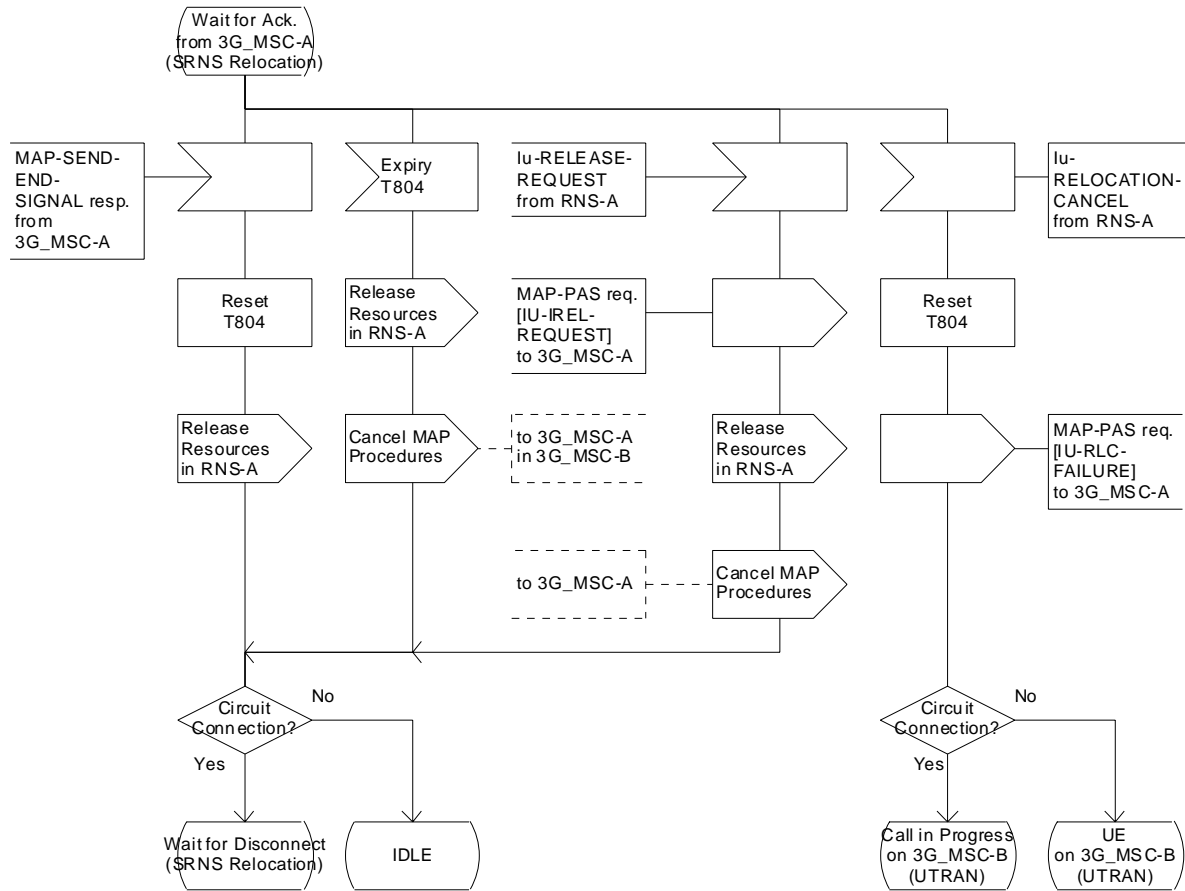 Wait for Ack.
from 3G_MSC-A
(SRNS Relocation)
MAP-SEND-
END-
SIGNAL resp.
from
3G_MSC-A
Expiry
T804
Iu-RELEASE-
REQUEST
from RNS-A
Iu-
RELOCATION-
CANCEL
from RNS-A
Reset
T804
Release
Resources
in RNS-A
MAP-PAS req.
[IU-IREL-
REQUEST]
to 3G_MSC-A
Reset
T804
Release
Resources
in RNS-A
Cancel MAP
Procedures
to 3G_MSC-A
in 3G_MSC-B
Release
Resources
in RNS-A
MAP-PAS req.
[IU-RLC-
FAILURE]
to 3G_MSC-A
to 3G_MSC-A
Cancel MAP
Procedures
Circuit
Connection?
No
Yes
Circuit
Connection?
No
Yes
Wait for Disconnect
(SRNS Relocation)
IDLE
Call in Progress
on 3G_MSC-B
(UTRAN)
UE
on 3G_MSC-B
(UTRAN)